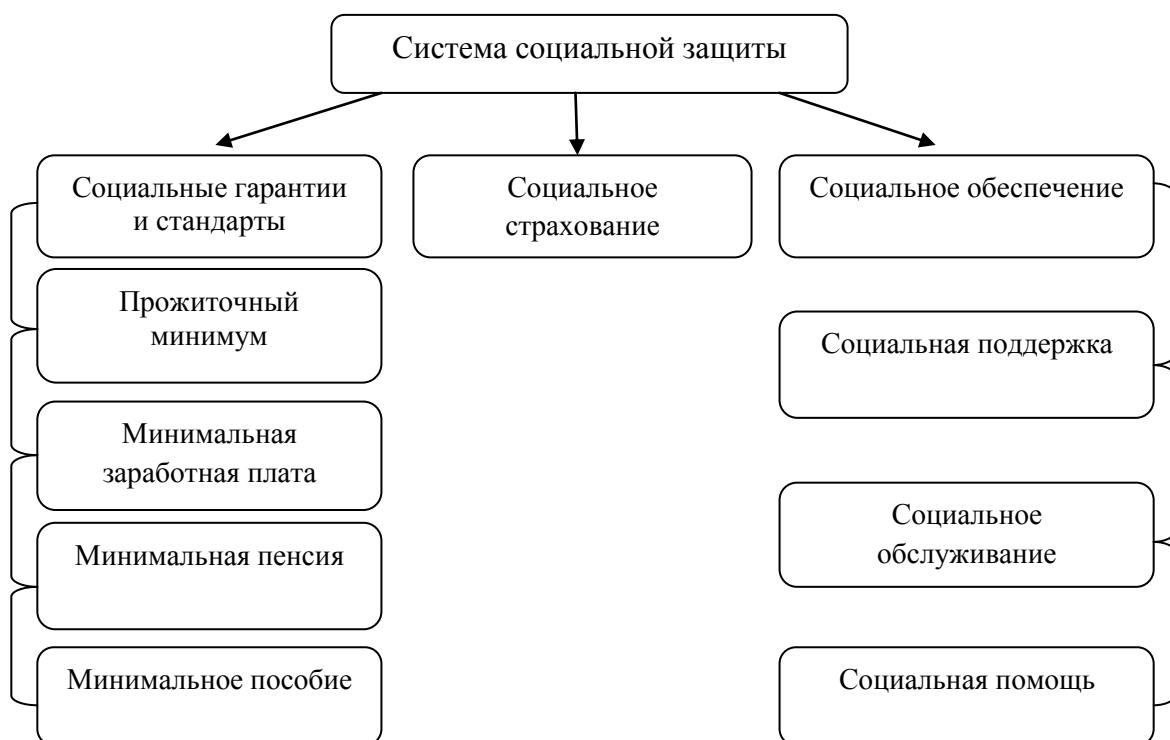 Система социальной защиты
Социальные гарантии
и стандарты
Социальное
страхование
Социальное обеспечение
Прожиточный
минимум
Социальная поддержка
Минимальная
заработная плата
Социальное
обслуживание
Минимальная пенсия
Минимальное пособие
Социальная помощь